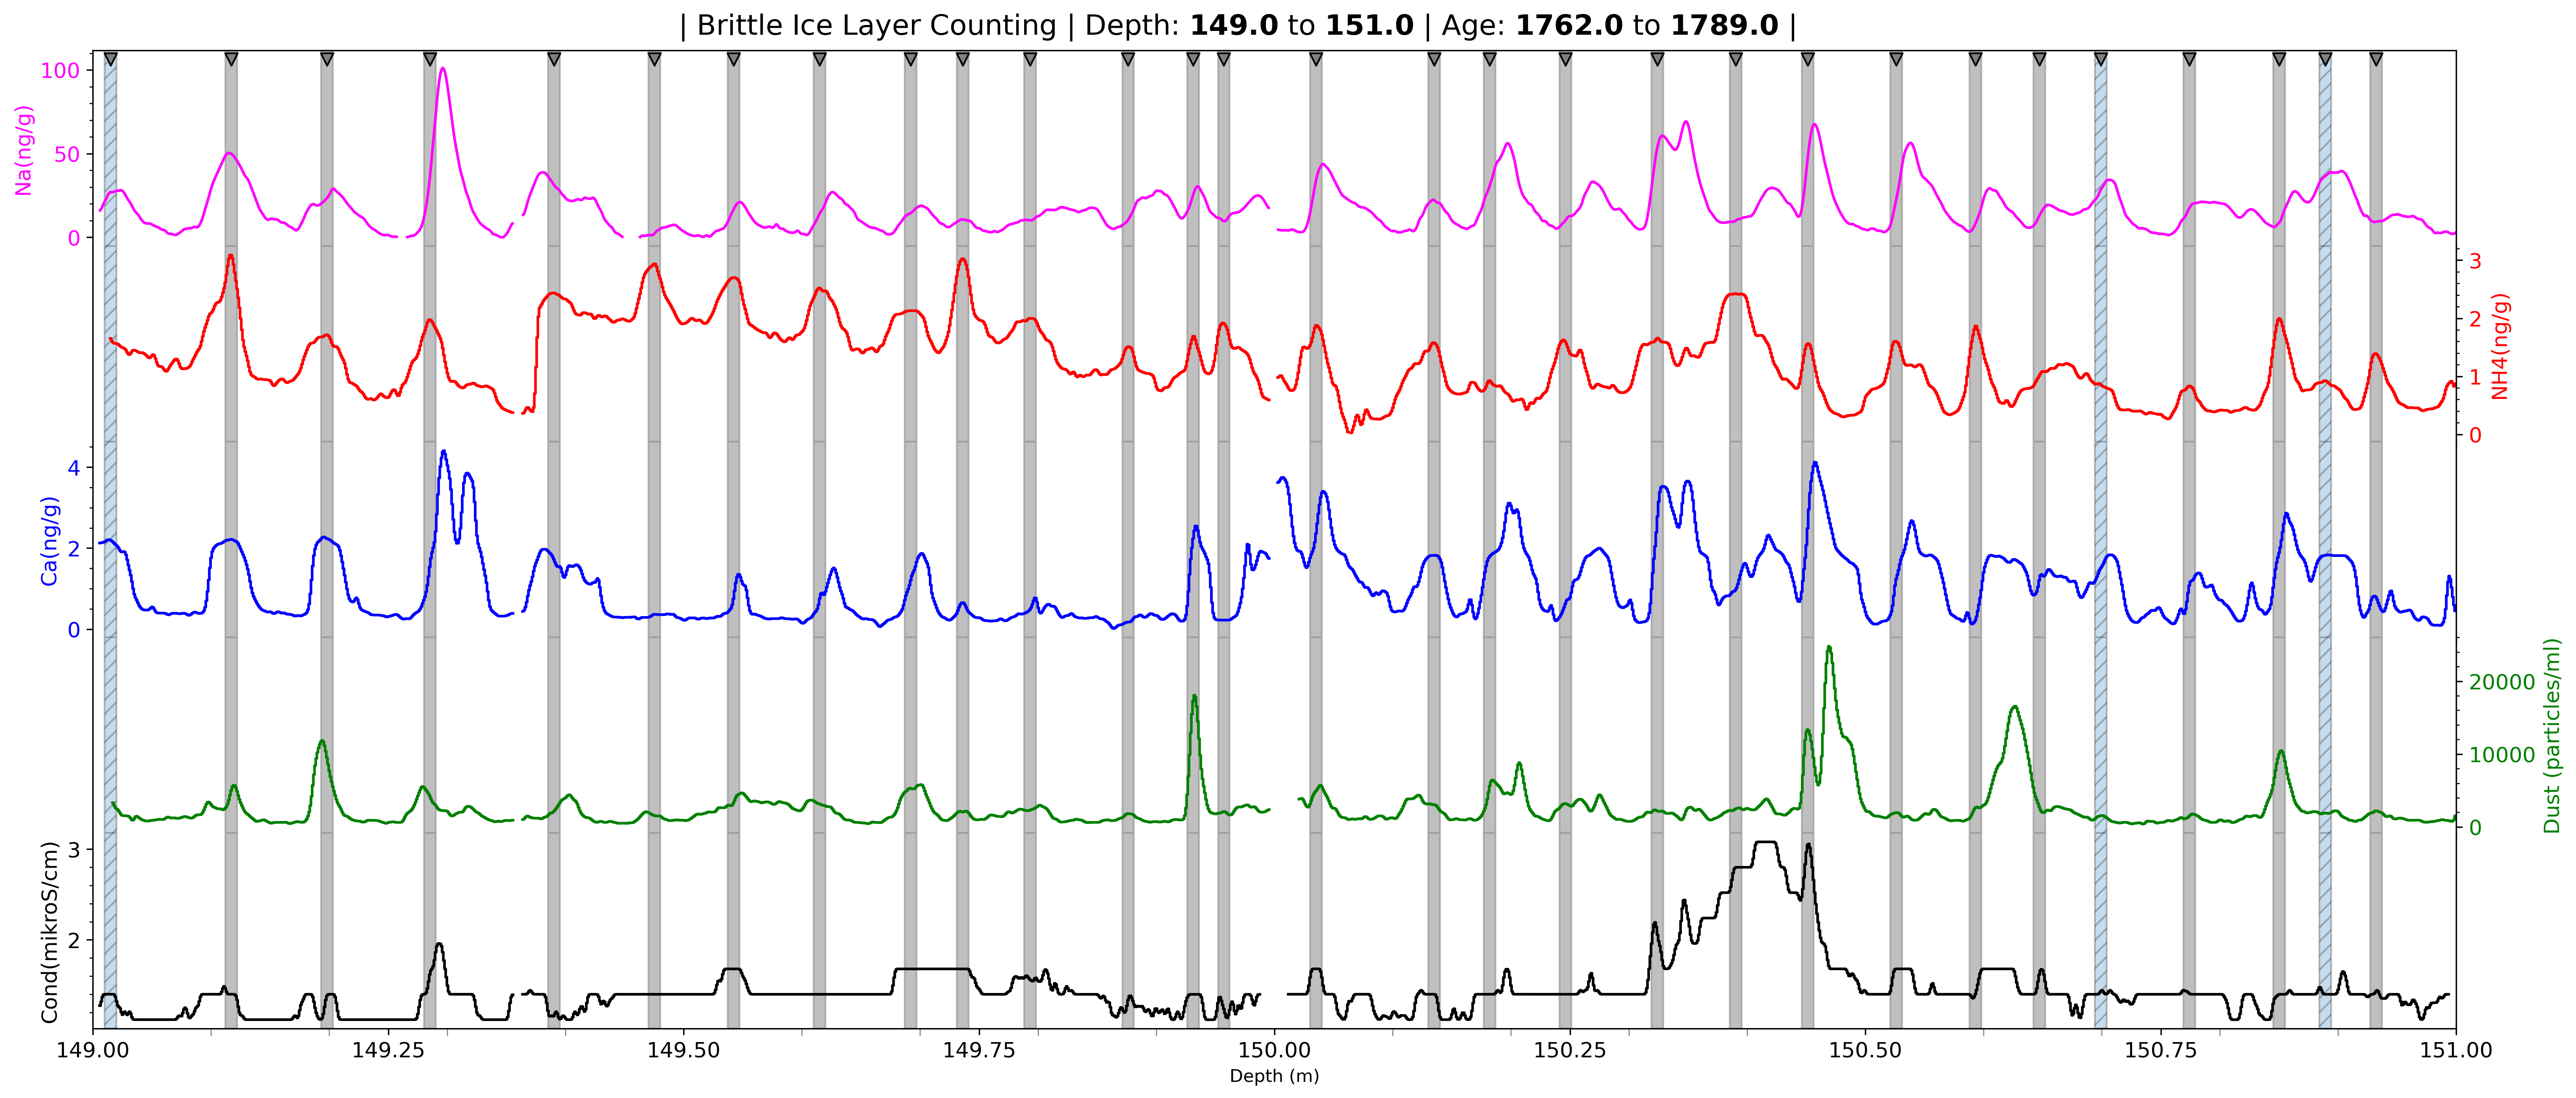 | Brittle Ice Layer Counting | Depth: 149.0 to 151.0 | Age: 1762.0 to 1789.0 |
Na(ng/g)
100
50
0
NH4(ng/g)
3
2
1
0
Ca(ng/g)
4
2
0
Dust (particles/ml)
20000
10000
0
Cond(mikroS/cm)
3
2
149.00 149.25 149.50 149.75 150.00 150.25 150.50 150.75 151.00
Depth (m)